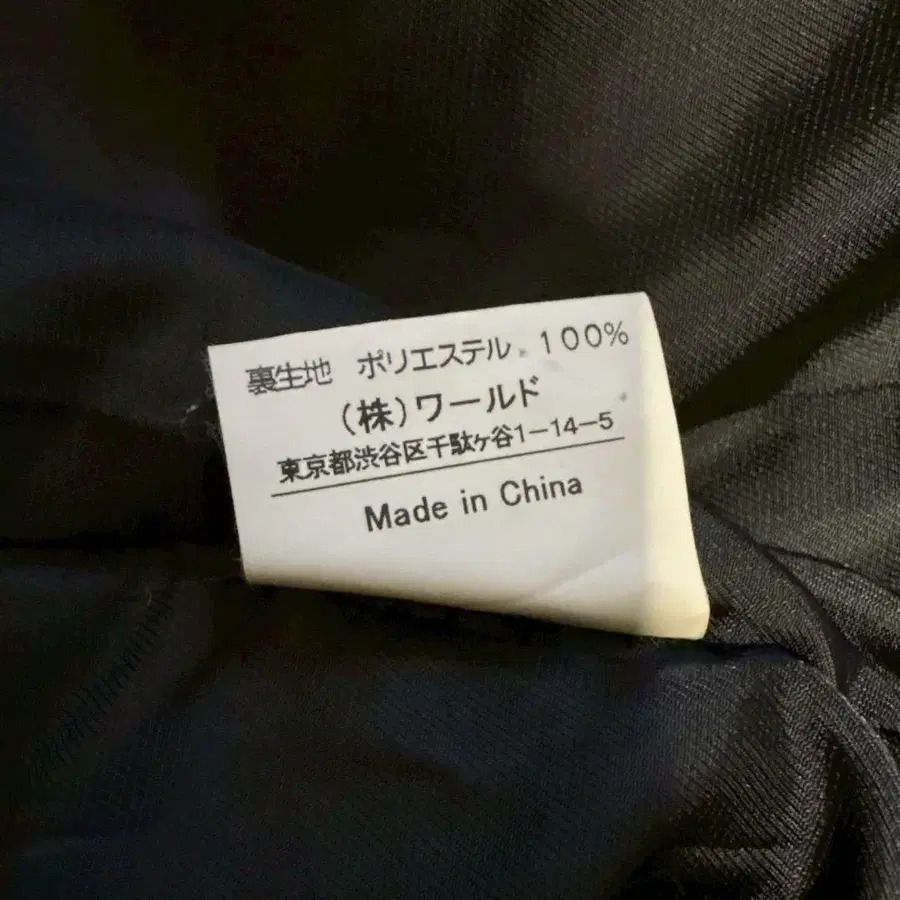 裏生地 ポリエステル 100%
(株)ワールド
東京都渋谷区千駄ヶ谷1-14-5
Made in China